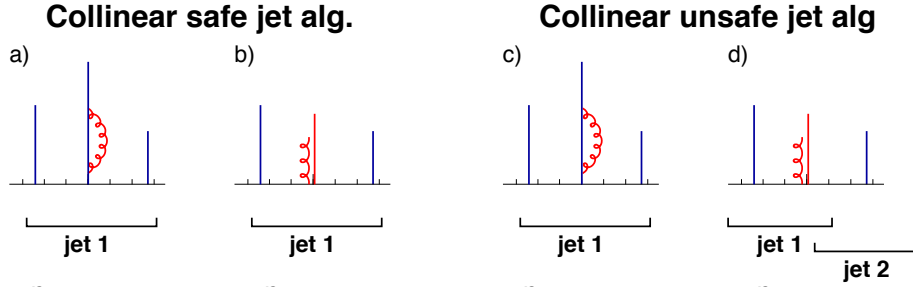 Collinear safe jet alg.
Collinear unsafe jet alg
a)
b)
c)
d)
jet 1
jet 1
jet 1
jet 1
jet 2